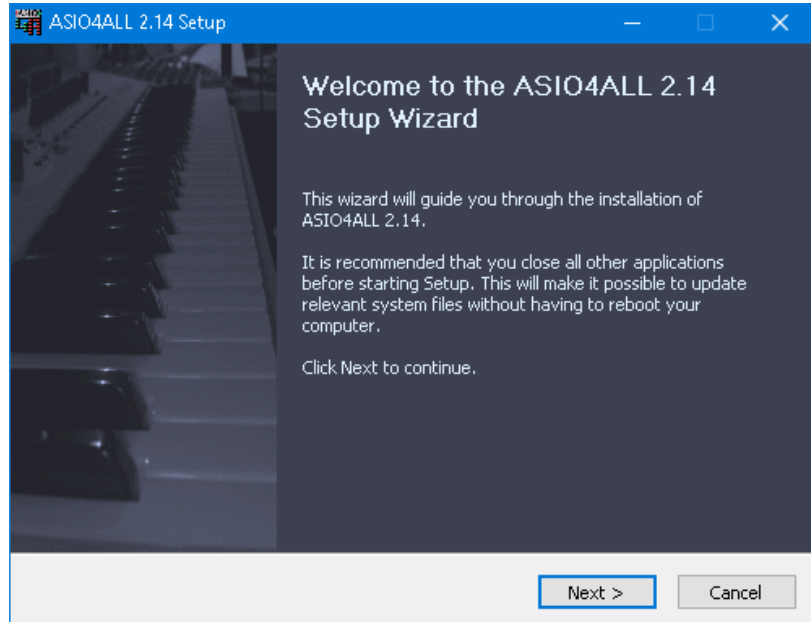 ASIO4ALL 2.14 Setup
Welcome to the ASIO4ALL 2.14
Setup Wizard
This wizard will guide you through the installation of
ASIO4ALL 2.14.
It is recommended that you close all other applications
before starting Setup. This will make it possible to update
relevant system files without having to reboot your
computer.
Click Next to continue.
Next >
Cancel